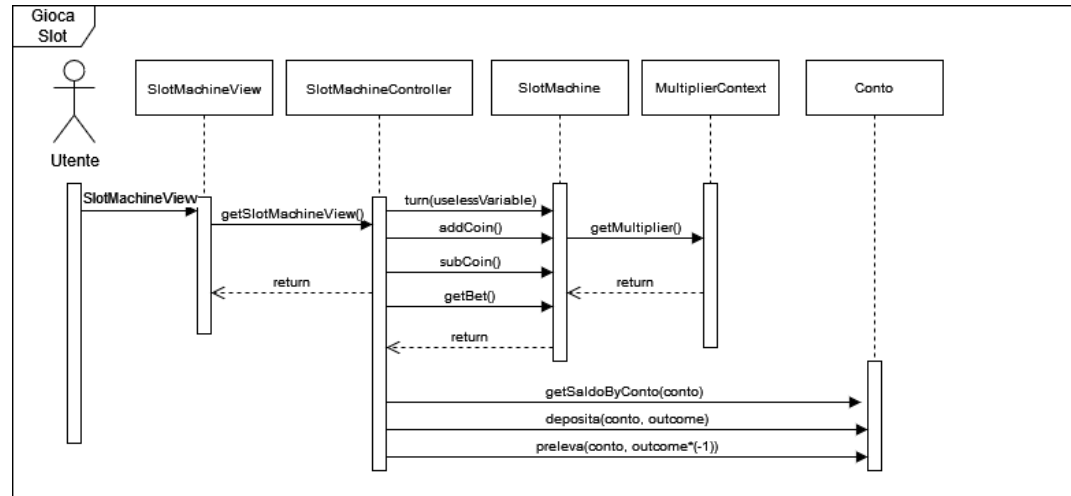 Gioca
Slot
SlotMachineView
SlotMachineController
SlotMachine
MultiplierContext
Conto
Utente
SlotMachineView
turn(uselessVariable)
getSlotMachineView()
addCoin()
getMultiplier()
subCoin()
return
return
getBet()
return
getSaldoByConto(conto)
deposita(conto, outcome)
preleva(conto, outcome*(-1))